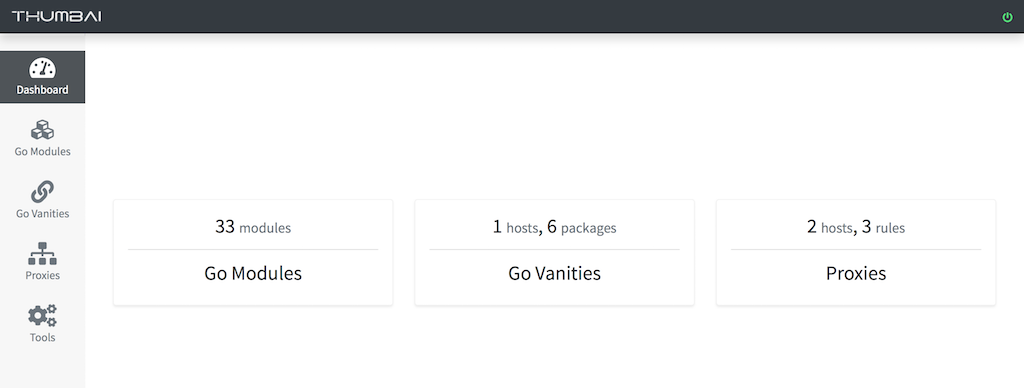 THUMBAI
Dashboard
Go Modules
Go Vanities
Proxies
Tools
33 modules
Go Modules
1 hosts, 6 packages
Go Vanities
2 hosts, 3 rules
Proxies